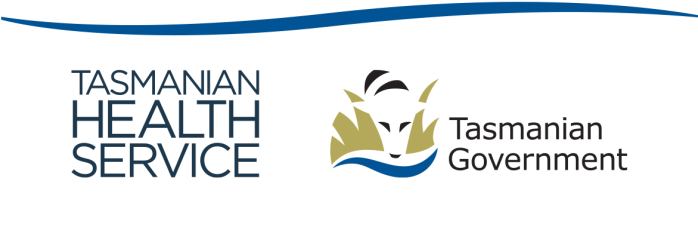 TASMANIAN
HEALTH
SERVICE
Tasmanian
Government